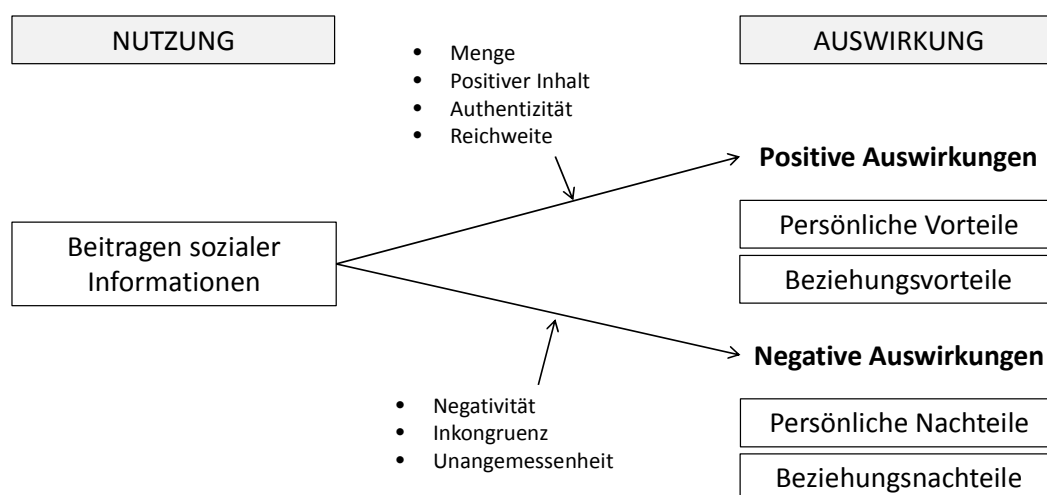 NUTZUNG
AUSWIRKUNG
• Menge
• Positiver Inhalt
• Authentizität
• Reichweite
Positive Auswirkungen
Persönliche Vorteile
Beitragen sozialer
Informationen
Beziehungsvorteile
Negative Auswirkungen
• Negativität
• Inkongruenz
• Unangemessenheit
Persönliche Nachteile
Beziehungsnachteile